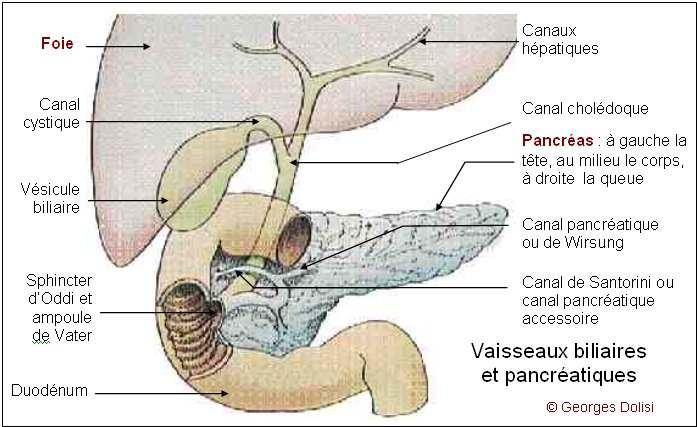 Foie
Canal
cystique
Vésicule
biliaire
Sphincter
d'Oddi et
ampoule
de Vater
Duodénum
Canaux
hépatiques
Canal cholédoque
Pancréas : à gauche la
tête, au milieu le corps,
à droite la queue
Canal pancréatique
ou de Wirsung
Canal de Santorini ou
canal pancréatique
accessoire
Vaisseaux biliaires
et pancréatiques
© Georges Dolisi